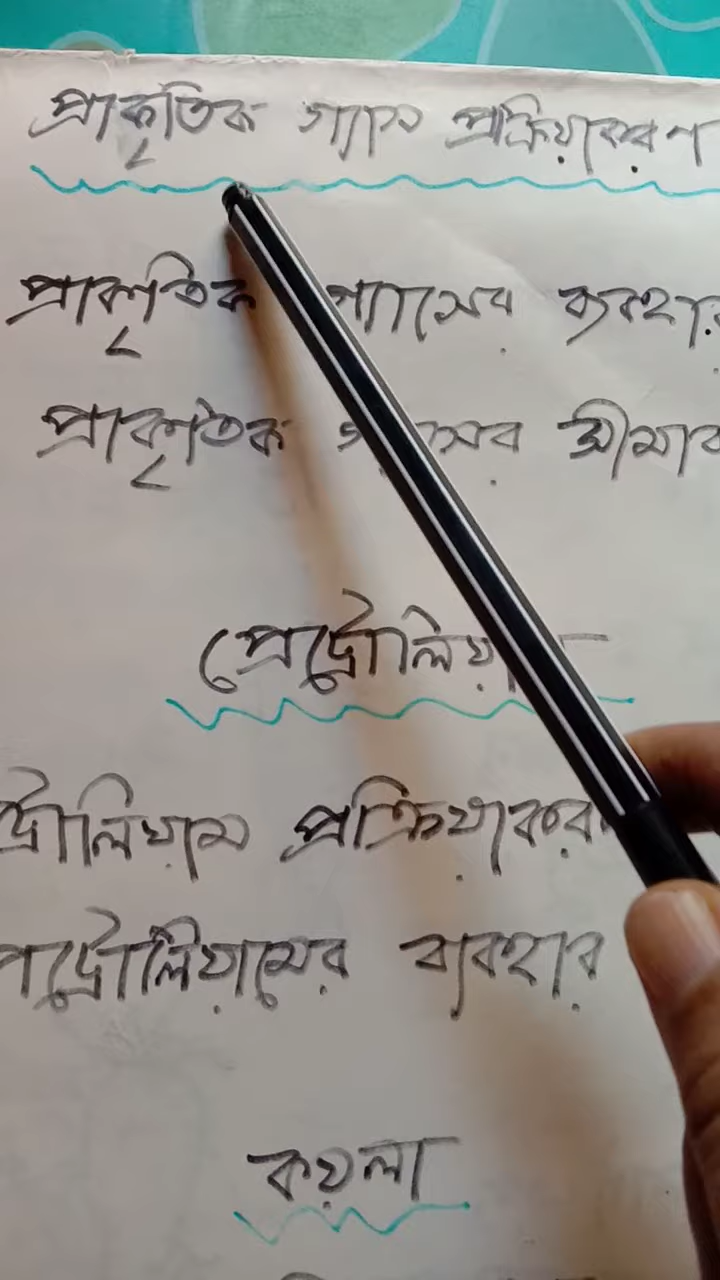 প্রাকৃতিক গ্যাস প্রক্রিয়াকরণ
প্রাকৃতিক গ্যাসের ব্যবহার
প্রাকৃতিক সীমাব
পেট্রোলিয়
ট্রোলিয়াম প্রক্রিয়াকরণ
পেট্রোলিয়ামের ব্যবহার
কয়লা